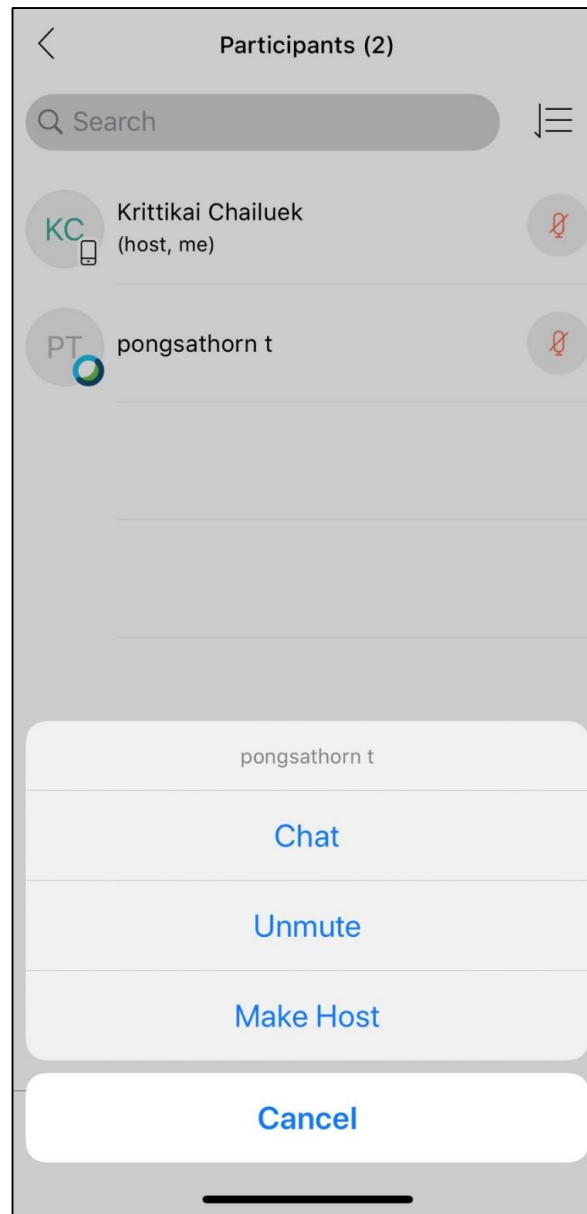 Participants (2)
Search
KC
Krittikai Chailuek
(host, me)
PT
pongsathorn t
pongsathorn t
Chat
Unmute
Make Host
Cancel